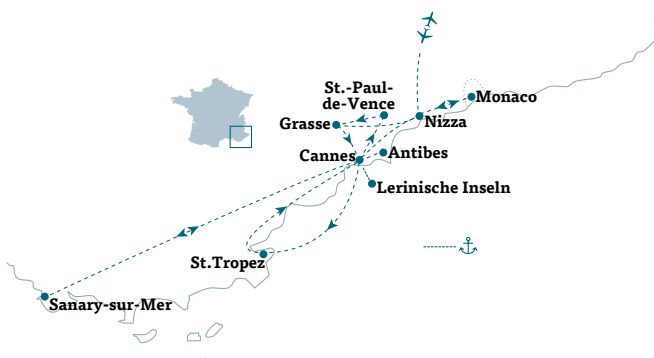 St.-Paul-
de-Vence
Monaco
Grasse
Nizza
Cannes
Antibes
Lerinische Inseln
St.Tropez
Sanary-sur-Mer